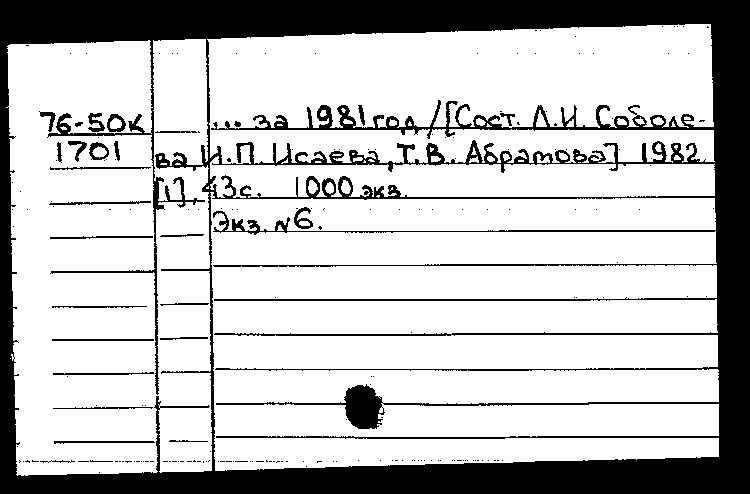 76-50к ... за 1981 год /[Сост. Л.И. Соболе-
1701 ва, И.П. Исаева, Т.В. Абрамова]. 1982.
[1], 43с. 1000 экз.
Экз. №6.